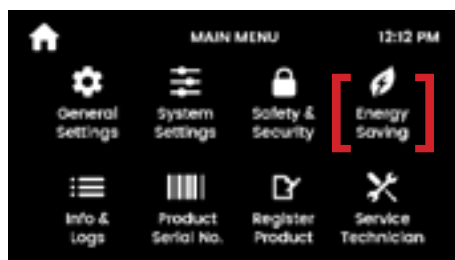 MAIN MENU 12:12 PM
General System Safety & Energy
Settings Settings Security Saving
Info & Product Register Service
Logs Serial No. Product Technician